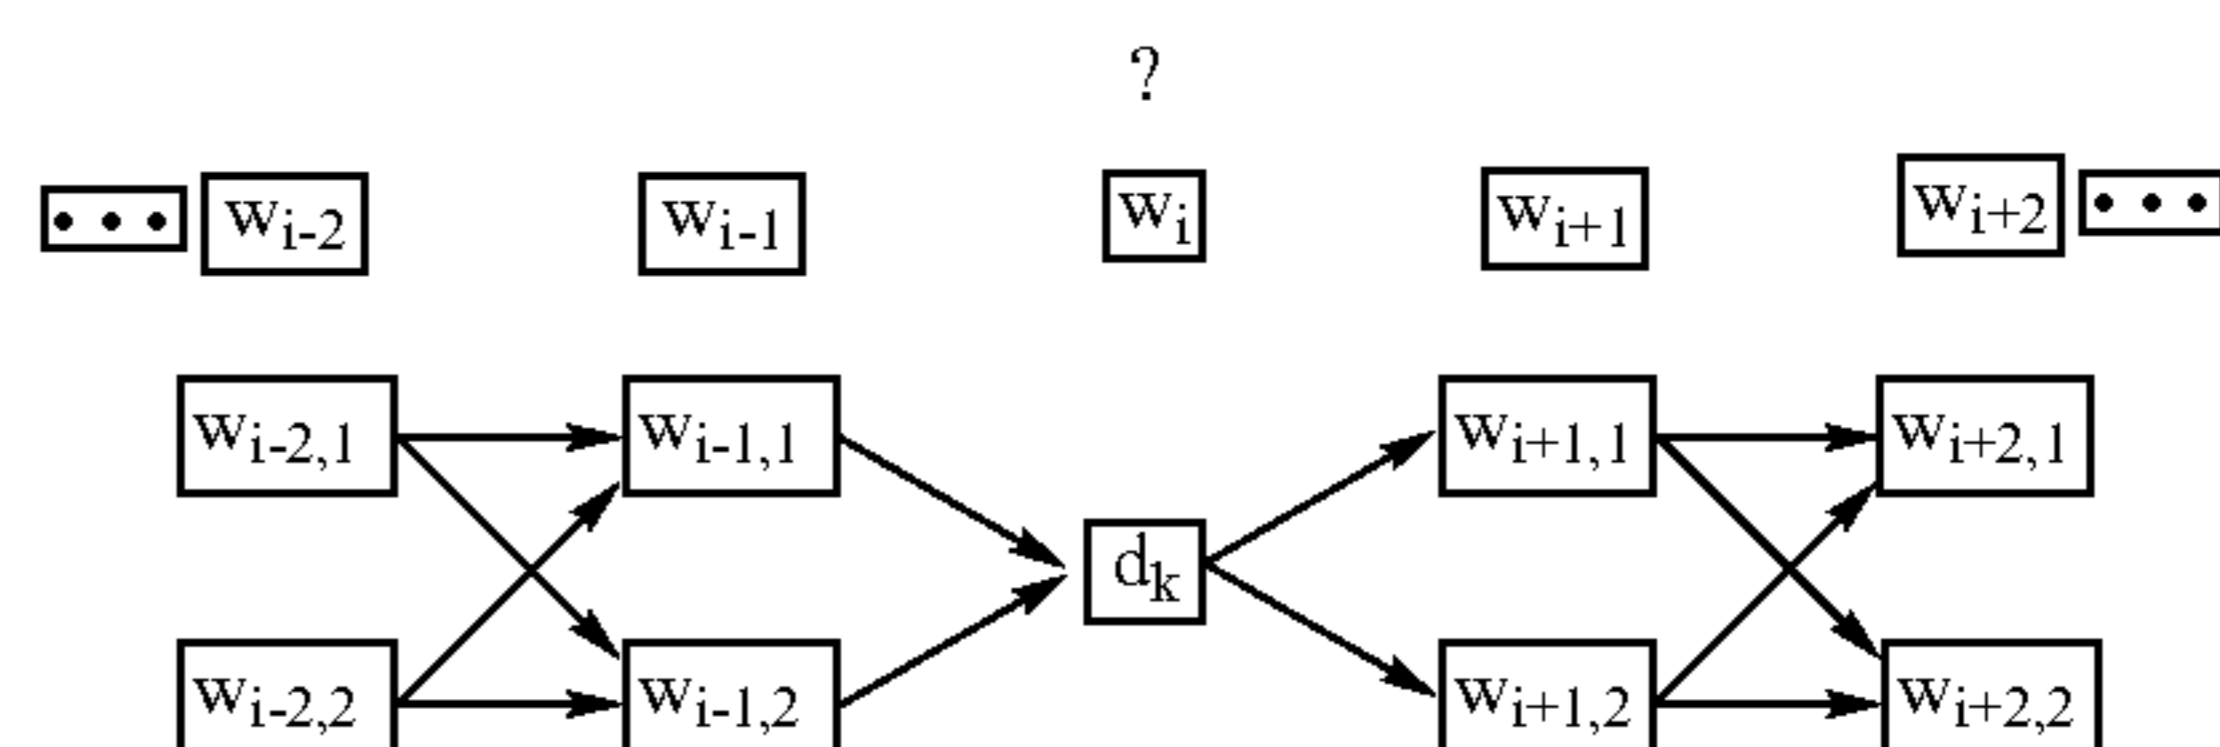 ?
• • • w_{i-2} w_{i-1} w_i w_{i+1} w_{i+2} • • •
w_{i-2,1} w_{i-1,1} w_{i+1,1} w_{i+2,1}
d_k
w_{i-2,2} w_{i-1,2} w_{i+1,2} w_{i+2,2}